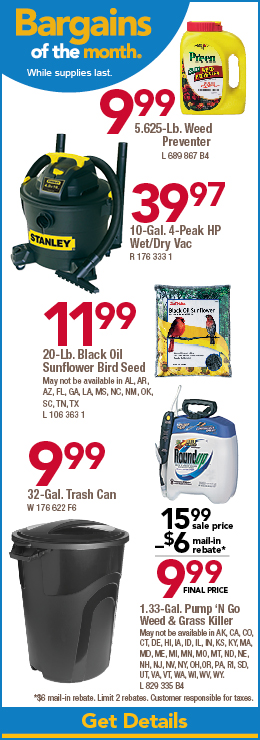 Bargains
of the month.
While supplies last.
Preen
9.99
5.625-Lb. Weed
Preventer
L 689 867 B4
39.97
10-Gal. 4-Peak HP
Wet/Dry Vac
R 176 333 1
STANLEY
11.99
20-Lb. Black Oil
Sunflower Bird Seed
May not be available in AL, AR,
AZ, FL, GA, LA, MS, NC, NM, OK,
SC, TN, TX
L 106 363 1
Black Oil Sunflower
9.99
32-Gal. Trash Can
W 176 622 F6
Roundup
15.99 sale price
–$6 mail-in rebate*
9.99
FINAL PRICE
1.33-Gal. Pump ‘N Go
Weed & Grass Killer
May not be available in AK, CA, CO,
CT, DE, HI, IA, ID, IL, IN, KS, KY, MA,
MD, ME, MI, MN, MO, MT, ND, NE,
NH, NJ, NV, NY, OH, OR, PA, RI, SD,
UT, VA, VT, WA, WI, WV, WY.
L 829 335 B4
*$6 mail-in rebate. Limit 2 rebates. Customer responsible for taxes.
Get Details